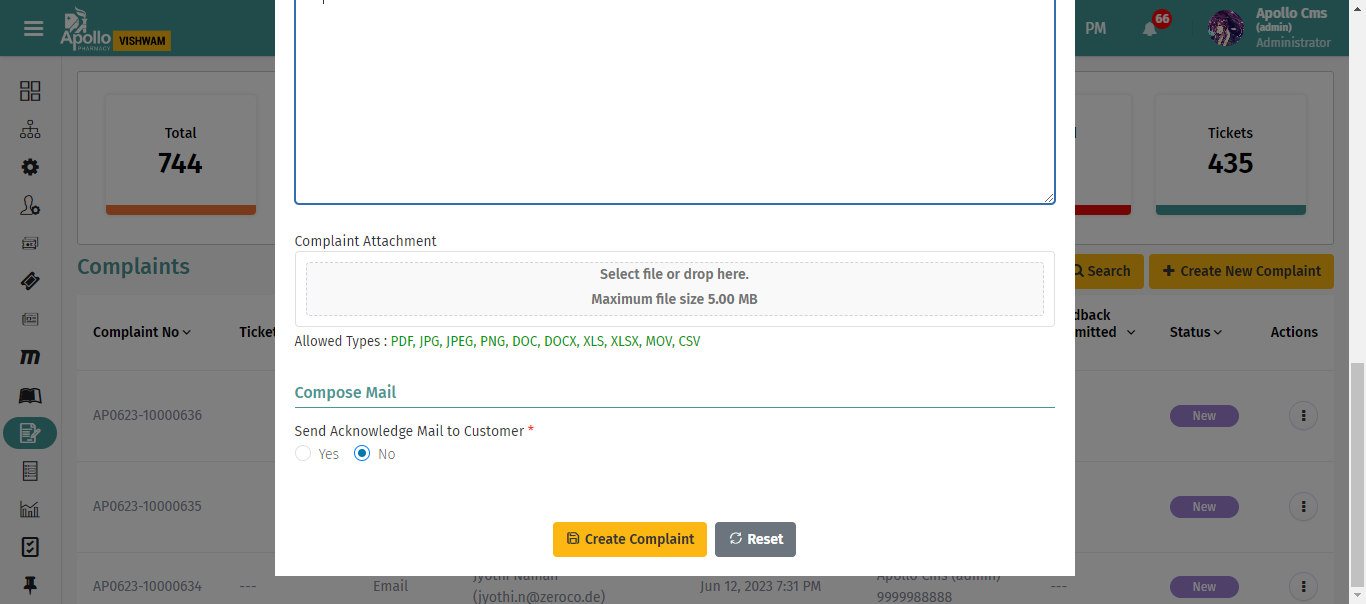 Apollo
PHARMACY
VISHWAM
PM
66
Apollo Cms
(admin)
Administrator
Total
744
Tickets
435
Complaint Attachment
Select file or drop here.
Maximum file size 5.00 MB
Allowed Types : PDF, JPG, JPEG, PNG, DOC, DOCX, XLS, XLSX, MOV, CSV
Complaints
Search
Create New Complaint
Complaint No
Status
Actions
Compose Mail
AP0623-10000636
New
Send Acknowledge Mail to Customer *
Yes
No
AP0623-10000635
New
Create Complaint
Reset
AP0623-10000634
---
Email
Jyothi Naman
(jyothi.n@zeroco.de)
Jun 12, 2023 7:31 PM
Apollo Cms (admin)
9999988888
---
New